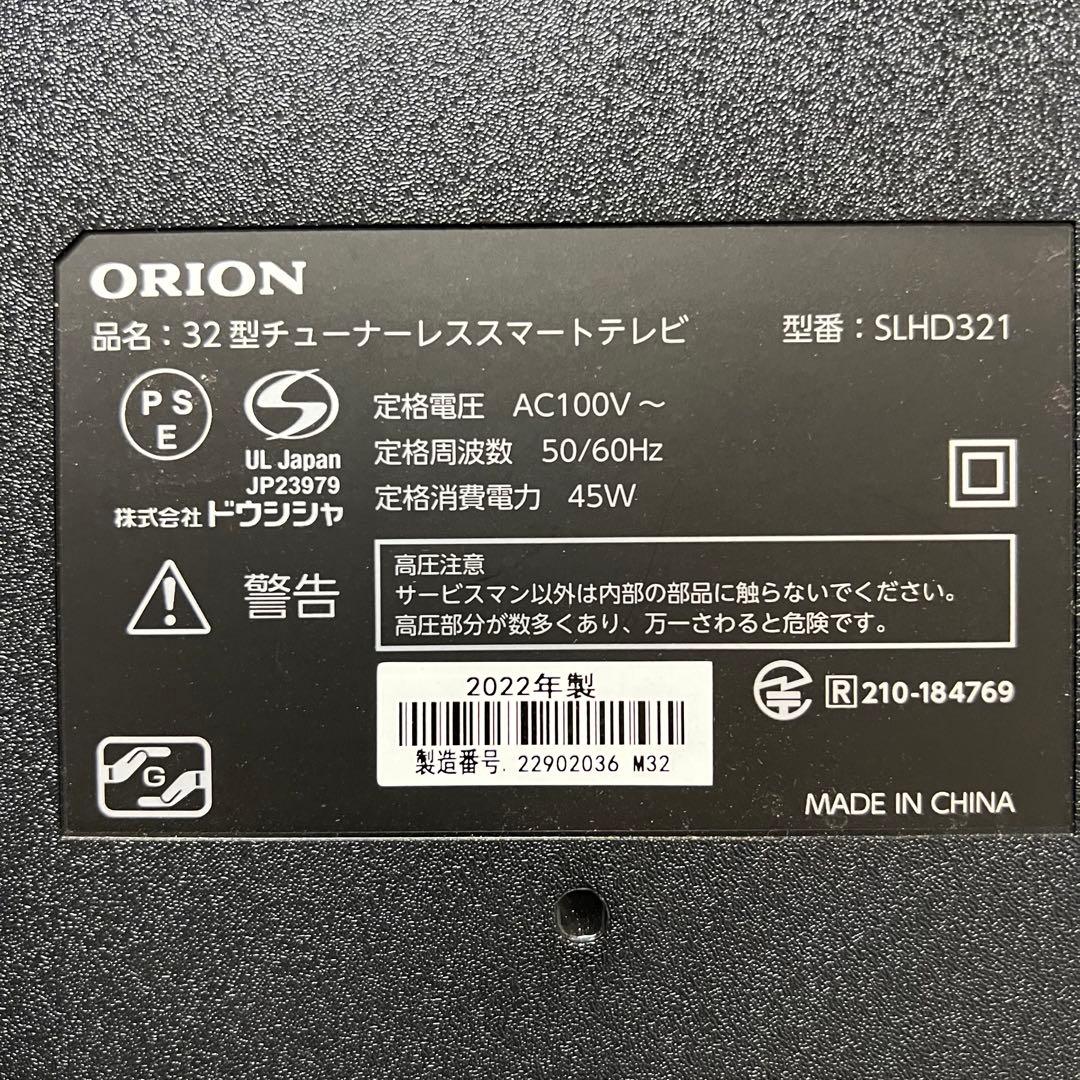 ORION
品名：32型チューナーレススマートテレビ 型番：SLHD321
PSE
UL Japan
JP23979
株式会社ドウシシャ
定格電圧 AC100V～
定格周波数 50/60Hz
定格消費電力 45W
警告
高圧注意
サービスマン以外は内部の部品に触らないでください。
高圧部分が数多くあり、万一さわると危険です。
2022年製
製造番号. 22902036 M32
R 210-184769
G
MADE IN CHINA